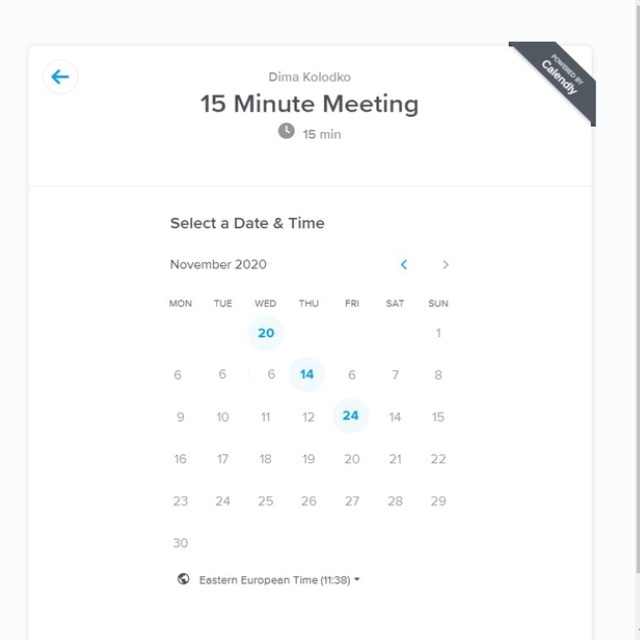 POWERED BY
Calendly
Dima Kolodko
15 Minute Meeting
15 min
Select a Date & Time
November 2020
MON TUE WED THU FRI SAT SUN
20 1
6 6 6 14 6 7 8
9 10 11 12 24 14 15
16 17 18 19 20 21 22
23 24 25 26 27 28 29
30
Eastern European Time (11:38)